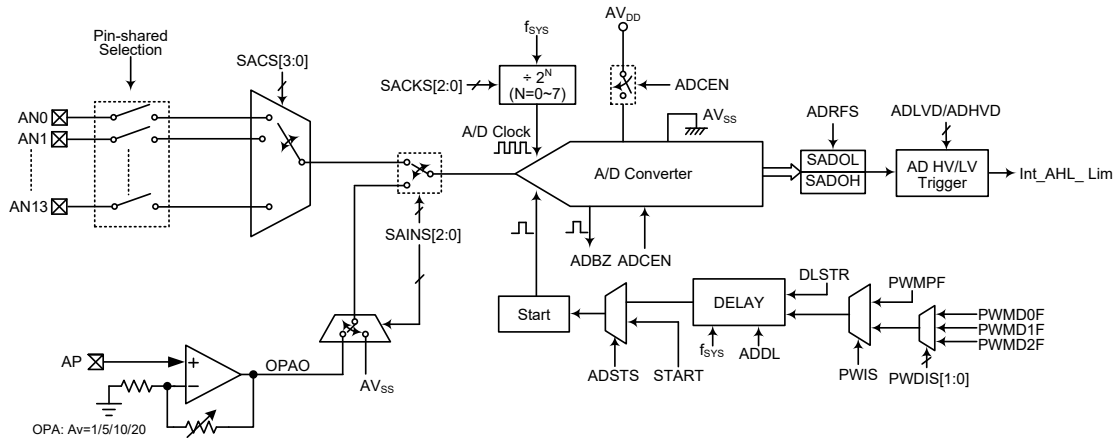 Pin-shared
Selection
SACS[3:0]
AN0
AN1
AN13
f_SYS
SACKS[2:0]
÷ 2^N
(N=0~7)
A/D Clock
AV_DD
ADCEN
AV_SS
A/D Converter
ADRFS
SADOL
SADOH
ADLVD/ADHVD
AD HV/LV
Trigger
Int_AHL_ Lim
SAINS[2:0]
ADBZ
ADCEN
Start
DELAY
DLSTR
PWMPF
PWMD0F
PWMD1F
PWMD2F
f_SYS
ADDL
ADSTS
START
PWIS
PWDIS[1:0]
AP
+
−
OPAO
AV_SS
OPA: Av=1/5/10/20